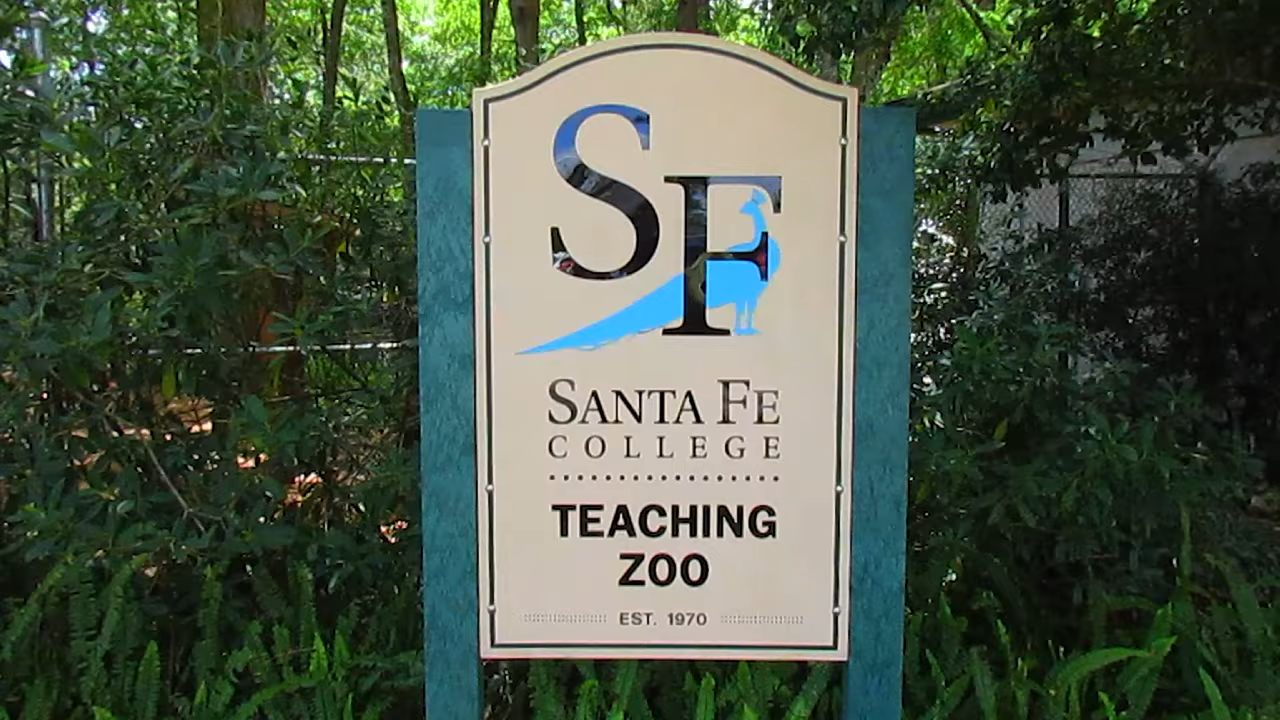 SF
SANTA FE
COLLEGE
TEACHING
ZOO
EST. 1970